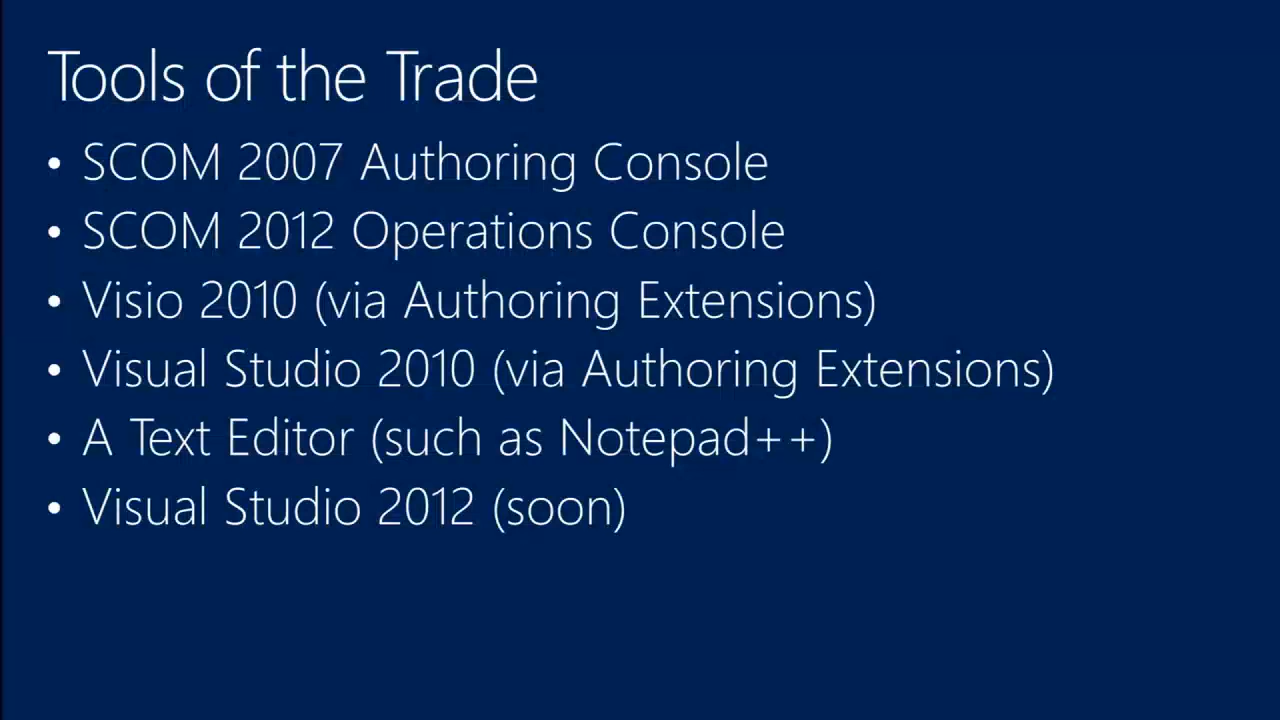 Tools of the Trade
• SCOM 2007 Authoring Console
• SCOM 2012 Operations Console
• Visio 2010 (via Authoring Extensions)
• Visual Studio 2010 (via Authoring Extensions)
• A Text Editor (such as Notepad++)
• Visual Studio 2012 (soon)